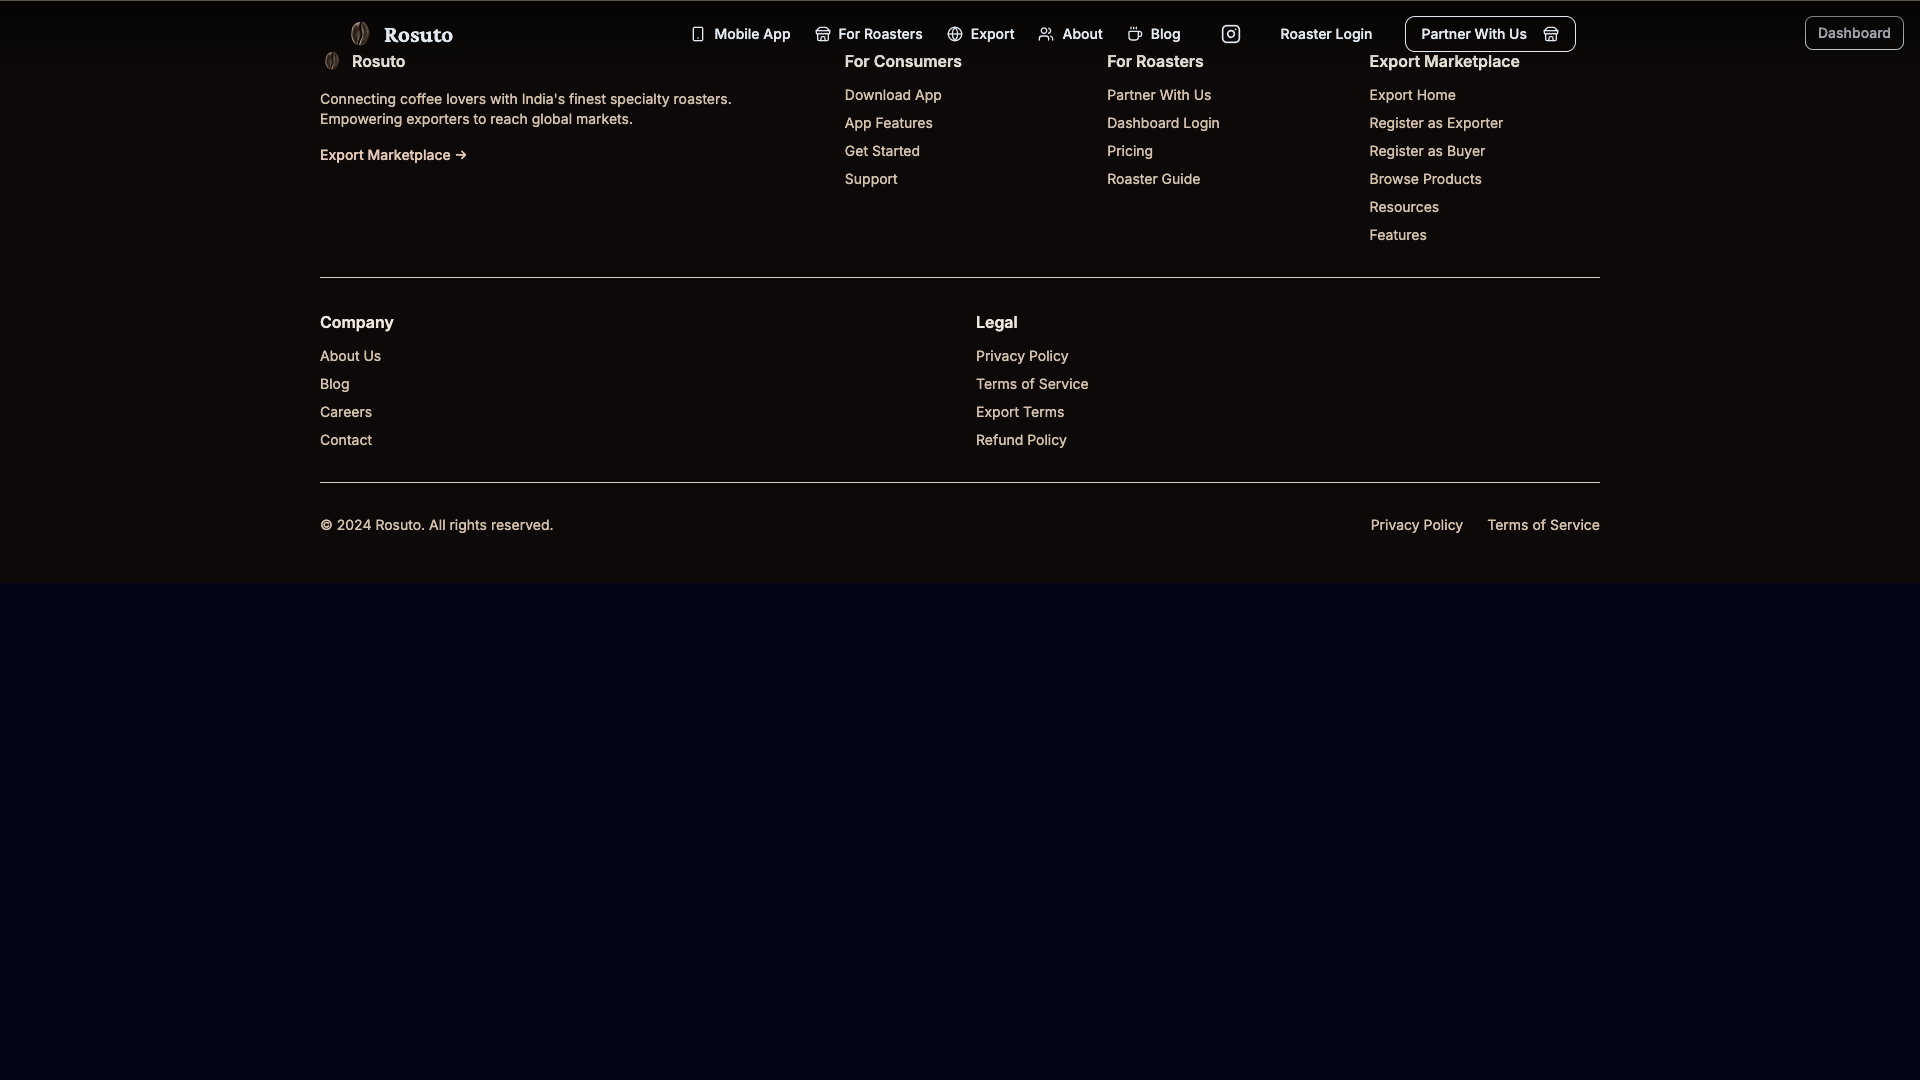 Rosuto
Mobile App
For Roasters
Export
About
Blog
Roaster Login
Partner With Us
Dashboard
Rosuto
Connecting coffee lovers with India's finest specialty roasters.
Empowering exporters to reach global markets.
Export Marketplace →
For Consumers
Download App
App Features
Get Started
Support
For Roasters
Partner With Us
Dashboard Login
Pricing
Roaster Guide
Export Marketplace
Export Home
Register as Exporter
Register as Buyer
Browse Products
Resources
Features
Company
About Us
Blog
Careers
Contact
Legal
Privacy Policy
Terms of Service
Export Terms
Refund Policy
© 2024 Rosuto. All rights reserved.
Privacy Policy
Terms of Service